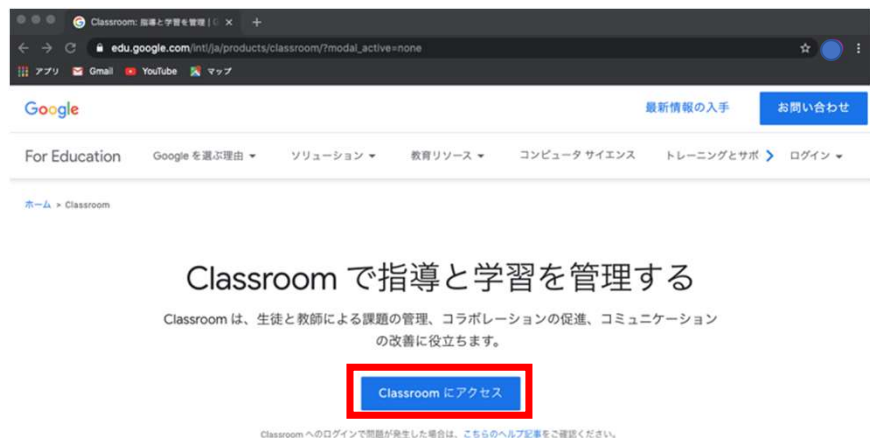 Classroom: 指導と学習を管理 |
edu.google.com/intl/ja/products/classroom/?modal_active=none
アプリ Gmail YouTube マップ
Google 最新情報の入手 お問い合わせ
For Education Google を選ぶ理由 ソリューション 教育リソース コンピュータ サイエンス トレーニングとサポ ログイン
ホーム > Classroom
Classroom で指導と学習を管理する
Classroom は、生徒と教師による課題の管理、コラボレーションの促進、コミュニケーション
の改善に役立ちます。
Classroom にアクセス
Classroom へのログインで問題が発生した場合は、こちらのヘルプ記事をご確認ください。